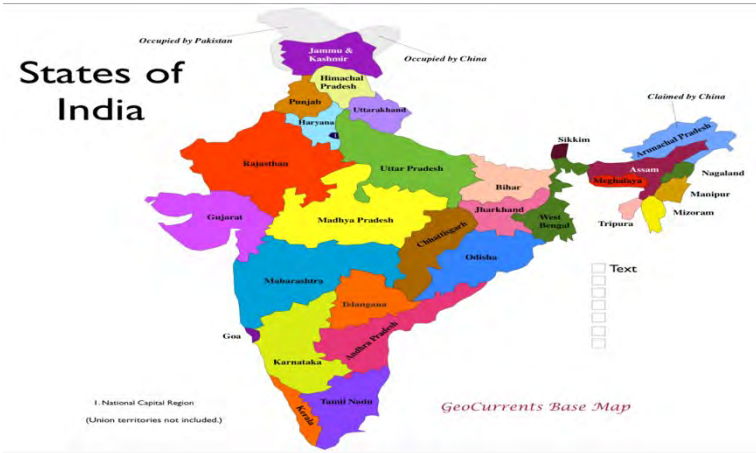 States of
India
Occupied by Pakistan
Occupied by China
Jammu &
Kashmir
Himachal
Pradesh
Punjab
Uttarakhand
Haryana
1
Claimed by China
Arunachal Pradesh
Sikkim
Assam
Nagaland
Meghalaya
Manipur
Tripura
Mizoram
Rajasthan
Uttar Pradesh
Bihar
Gujarat
Madhya Pradesh
Jharkhand
West
Bengal
Chhattisgarh
Odisha
Maharashtra
Telangana
Text
Goa
Andhra Pradesh
Karnataka
Kerala
Tamil Nadu
1. National Capital Region
(Union territories not included.)
GeoCurrents Base Map